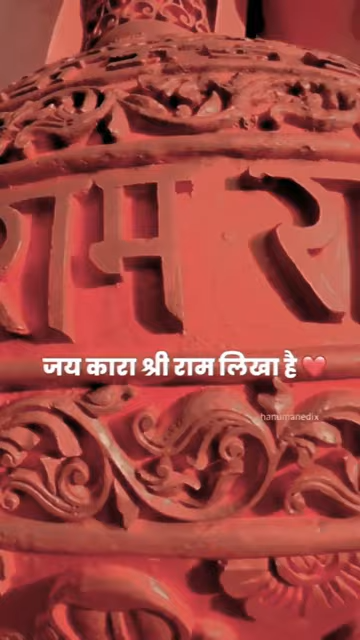 राम रा
जय कारा श्री राम लिखा है ❤️
hanumanedix